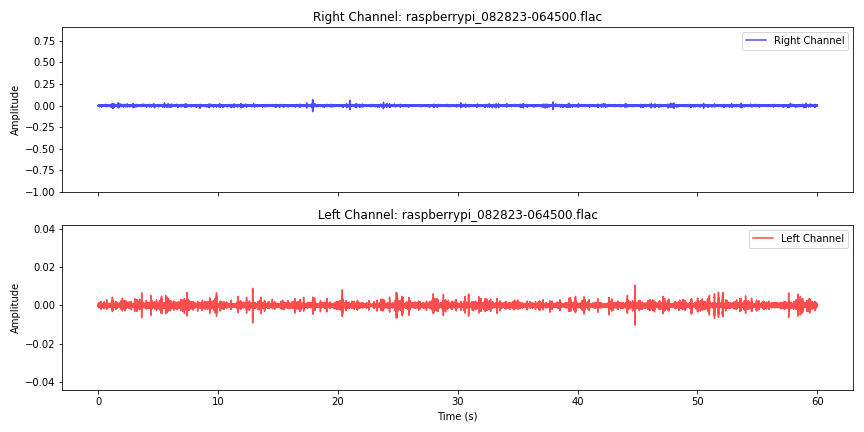 Right Channel: raspberrypi_082823-064500.flac
Right Channel
0.75
0.50
0.25
0.00
−0.25
−0.50
−0.75
−1.00
Amplitude
Left Channel: raspberrypi_082823-064500.flac
Left Channel
0.04
0.02
0.00
−0.02
−0.04
Amplitude
0 10 20 30 40 50 60
Time (s)